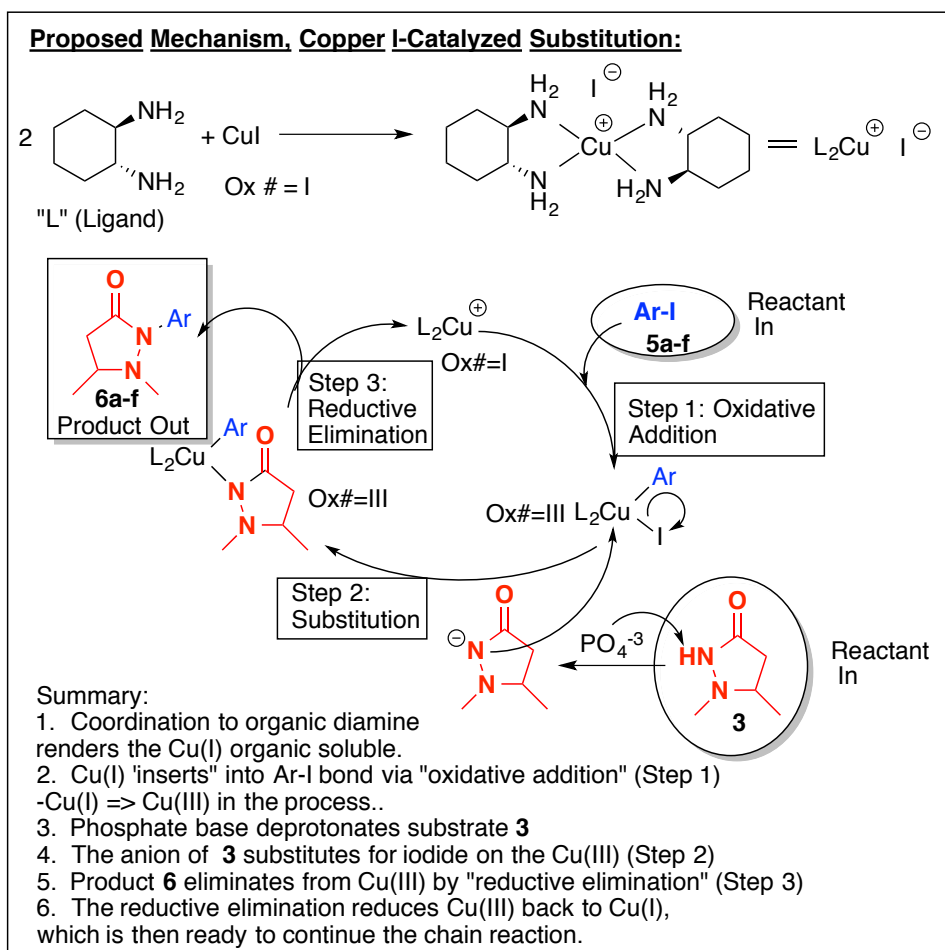 Proposed Mechanism, Copper I-Catalyzed Substitution:
2
NH2
NH2
+ CuI
Ox # = I
"L" (Ligand)
H2
N
I ⊖
H2
N
⊕
Cu
N
H2
H2N
=
L2Cu ⊕ I ⊖
O
N
Ar
N
6a-f
Product Out
L2Cu ⊕
Ox#=I
Ar-I
5a-f
Reactant
In
Step 3:
Reductive
Elimination
Step 1: Oxidative
Addition
Ar
L2Cu
O
N
N
Ox#=III
Ox#=III L2Cu
Ar
I
Step 2:
Substitution
O
⊖
N
N
PO4-3
O
HN
N
3
Reactant
In
Summary:
1. Coordination to organic diamine
renders the Cu(I) organic soluble.
2. Cu(I) 'inserts" into Ar-I bond via "oxidative addition" (Step 1)
-Cu(I) => Cu(III) in the process..
3. Phosphate base deprotonates substrate 3
4. The anion of 3 substitutes for iodide on the Cu(III) (Step 2)
5. Product 6 eliminates from Cu(III) by "reductive elimination" (Step 3)
6. The reductive elimination reduces Cu(III) back to Cu(I),
which is then ready to continue the chain reaction.